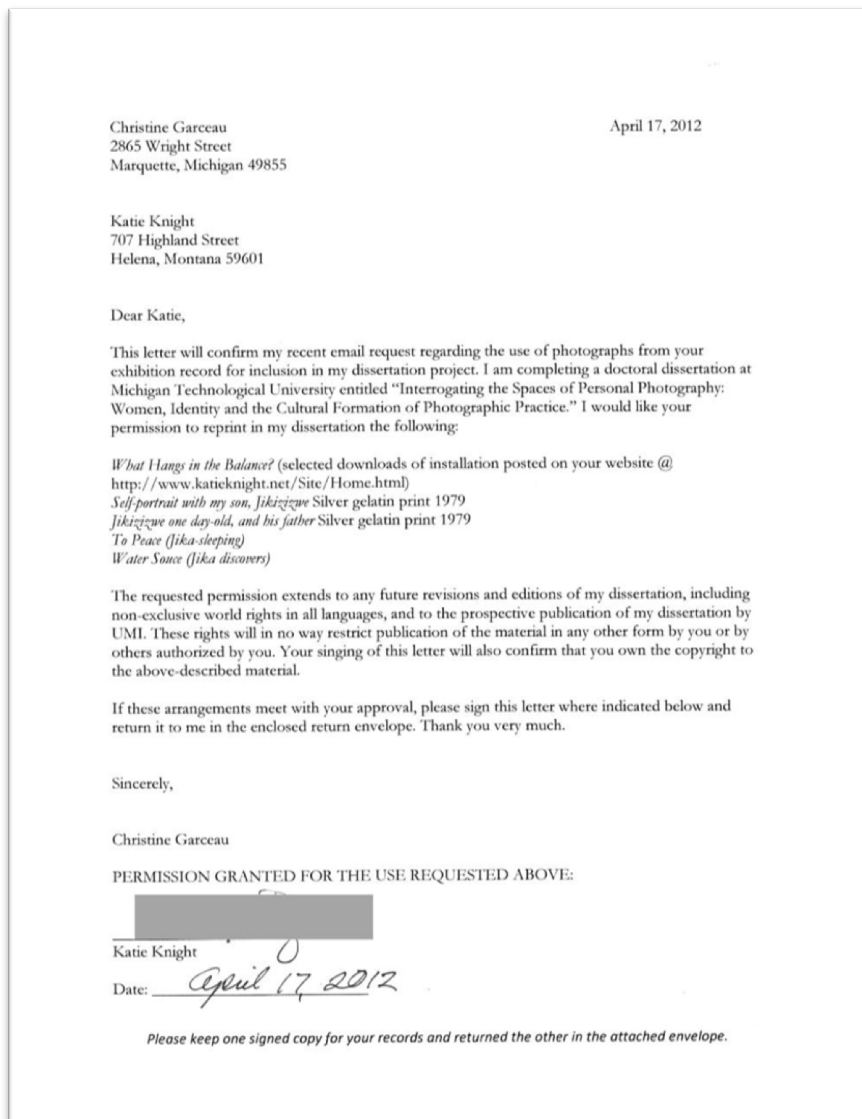 Christine Garceau April 17, 2012
2865 Wright Street
Marquette, Michigan 49855
Katie Knight
707 Highland Street
Helena, Montana 59601
Dear Katie,
This letter will confirm my recent email request regarding the use of photographs from your
exhibition record for inclusion in my dissertation project. I am completing a doctoral dissertation at
Michigan Technological University entitled “Interrogating the Spaces of Personal Photography:
Women, Identity and the Cultural Formation of Photographic Practice.” I would like your
permission to reprint in my dissertation the following:
What Hangs in the Balance? (selected downloads of installation posted on your website @
http://www.katieknight.net/Site/Home.html)
Self-portrait with my son, Jikizizwe Silver gelatin print 1979
Jikizizwe one day-old, and his father Silver gelatin print 1979
To Peace (Jika-sleeping)
Water Souce (Jika discovers)
The requested permission extends to any future revisions and editions of my dissertation, including
non-exclusive world rights in all languages, and to the prospective publication of my dissertation by
UMI. These rights will in no way restrict publication of the material in any other form by you or by
others authorized by you. Your singing of this letter will also confirm that you own the copyright to
the above-described material.
If these arrangements meet with your approval, please sign this letter where indicated below and
return it to me in the enclosed return envelope. Thank you very much.
Sincerely,
Christine Garceau
PERMISSION GRANTED FOR THE USE REQUESTED ABOVE:
Katie Knight
Date: April 17, 2012
Please keep one signed copy for your records and returned the other in the attached envelope.